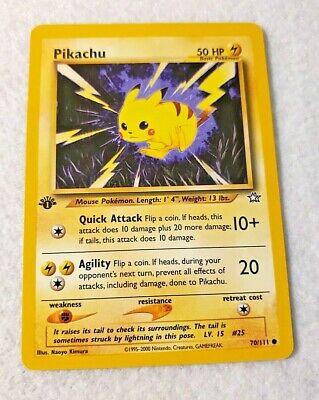 Pikachu 50 HP
Basic Pokémon
1
Mouse Pokémon. Length: 1' 4", Weight: 13 lbs.
Quick Attack Flip a coin. If heads, this
attack does 10 damage plus 20 more damage;
if tails, this attack does 10 damage.
10+
Agility Flip a coin. If heads, during your
opponent's next turn, prevent all effects of
attacks, including damage, done to Pikachu.
20
weakness resistance retreat cost
It raises its tail to check its surroundings. The tail is
sometimes struck by lightning in this pose. LV. 15 #25
Illus. Naoyo Kimura ©1995-2000 Nintendo, Creatures, GAMEFREAK. 70/111